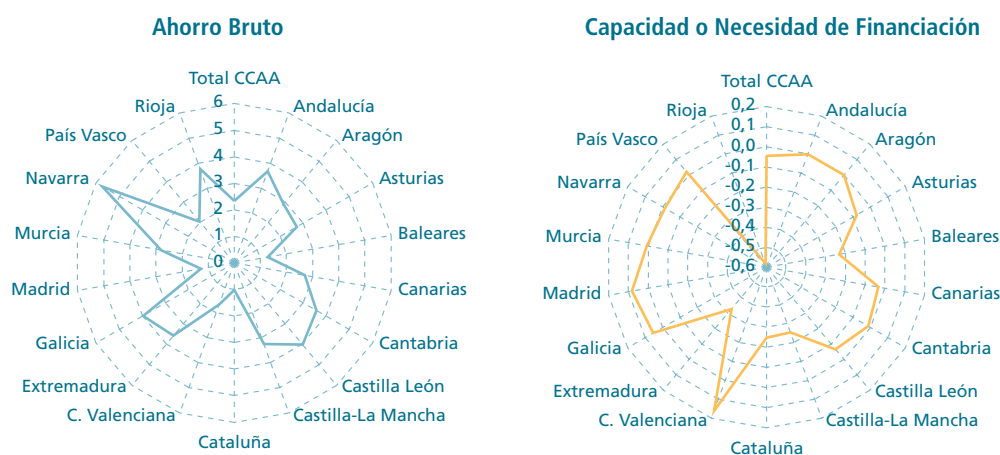 Ahorro Bruto
Total CCAA
Andalucía
Aragón
Asturias
Baleares
Canarias
Cantabria
Castilla León
Castilla-La Mancha
Cataluña
C. Valenciana
Extremadura
Galicia
Madrid
Murcia
Navarra
País Vasco
Rioja
6
5
4
3
2
1
0
Capacidad o Necesidad de Financiación
Total CCAA
Andalucía
Aragón
Asturias
Baleares
Canarias
Cantabria
Castilla León
Castilla-La Mancha
Cataluña
C. Valenciana
Extremadura
Galicia
Madrid
Murcia
Navarra
País Vasco
Rioja
0,2
0,1
0,0
-0,1
-0,2
-0,3
-0,4
-0,5
-0,6